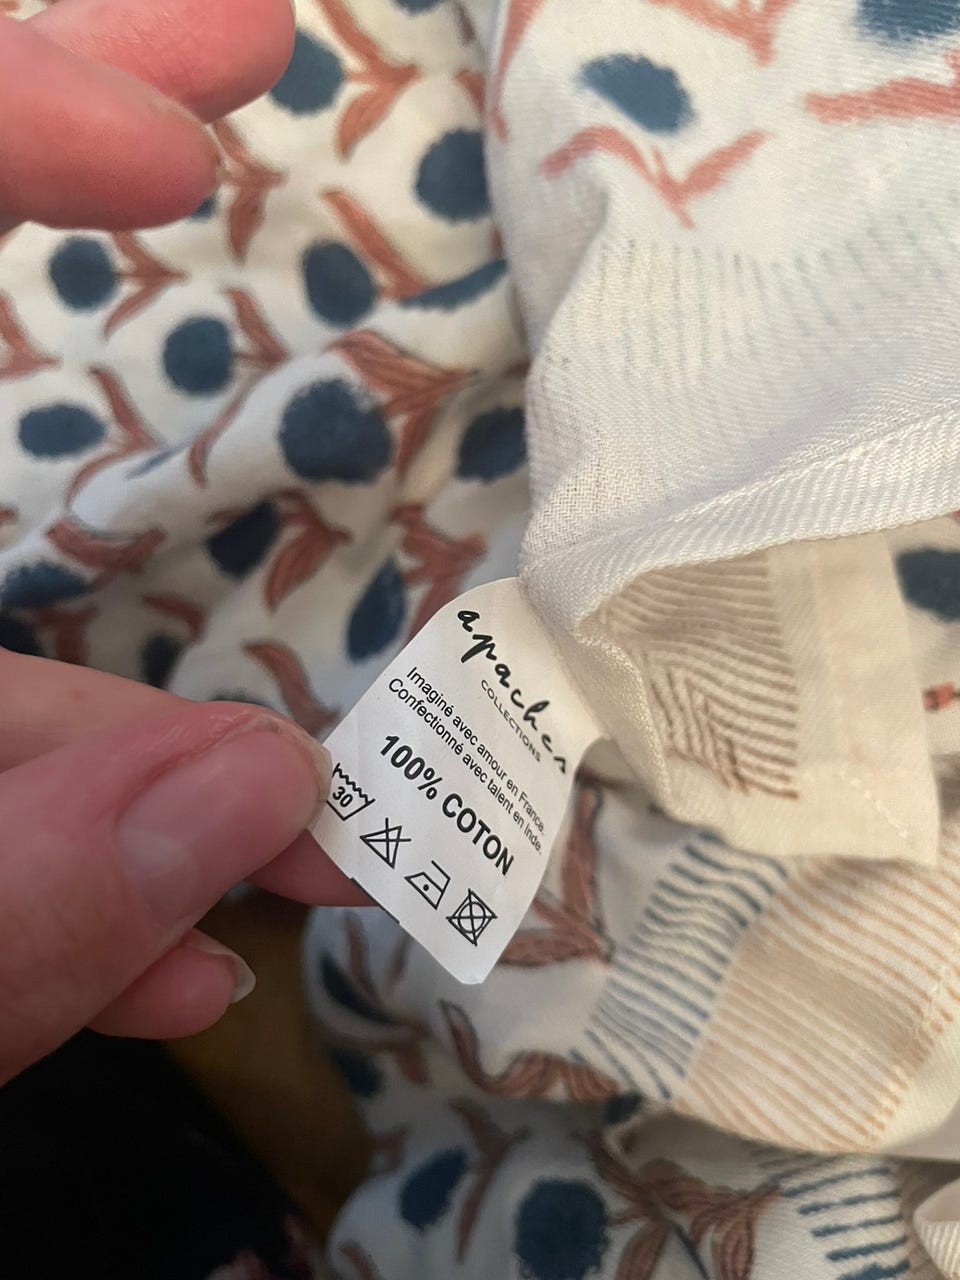 apaches
COLLECTIONS
Imaginé avec amour en France.
Confectionné avec talent en Inde.
100% COTON
30